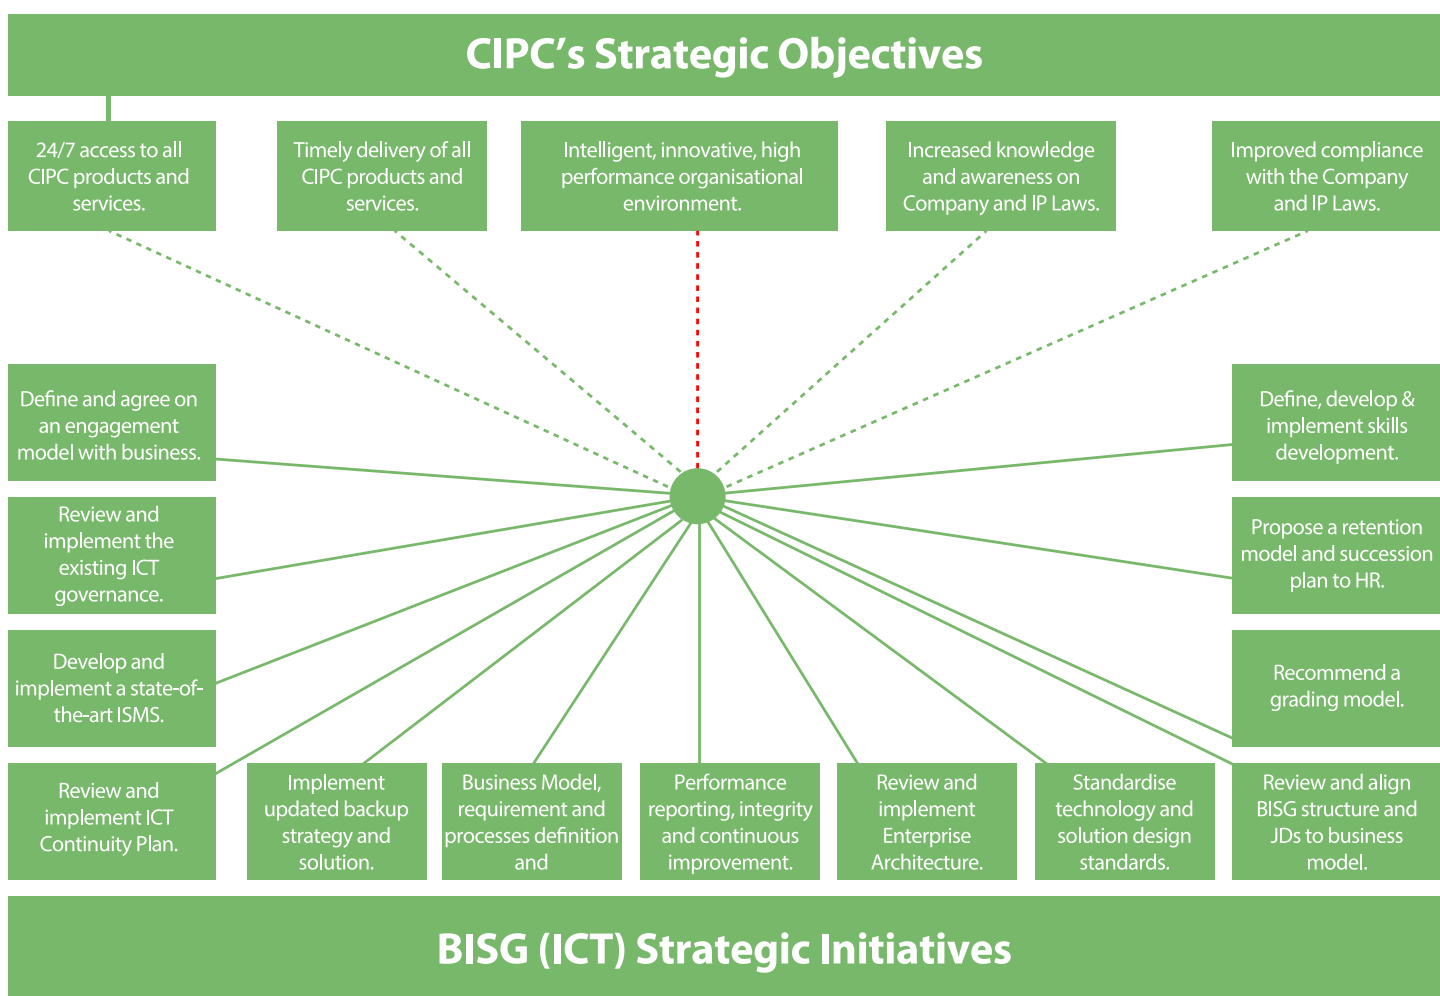 CIPC's Strategic Objectives
24/7 access to all
CIPC products and
services.
Timely delivery of all
CIPC products and
services.
Intelligent, innovative, high
performance organisational
environment.
Increased knowledge
and awareness on
Company and IP Laws.
Improved compliance
with the Company
and IP Laws.
Define and agree on
an engagement
model with business.
Review and
implement the
existing ICT
governance.
Develop and
implement a state-of-
the-art ISMS.
Review and
implement ICT
Continuity Plan.
Implement
updated backup
strategy and
solution.
Business Model,
requirement and
processes definition
and
Performance
reporting, integrity
and continuous
improvement.
Review and
implement
Enterprise
Architecture.
Standardise
technology and
solution design
standards.
Define, develop &
implement skills
development.
Propose a retention
model and succession
plan to HR.
Recommend a
grading model.
Review and align
BISG structure and
JDs to business
model.
BISG (ICT) Strategic Initiatives